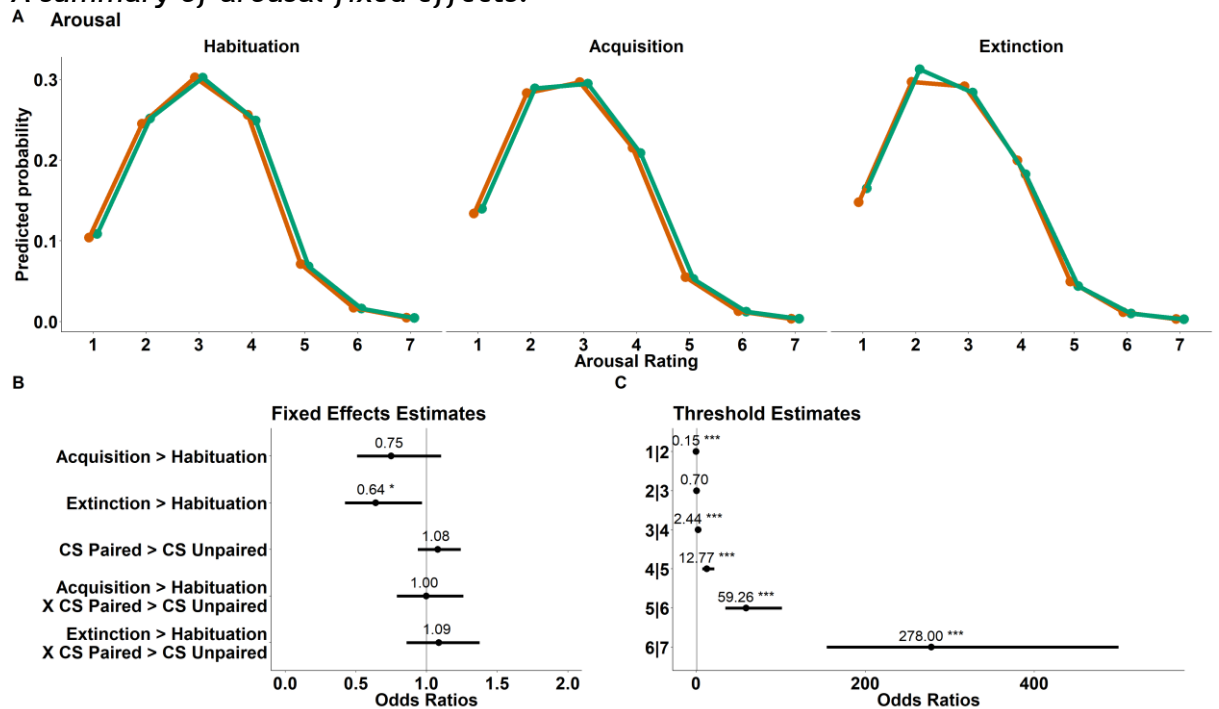 A summary of arousal fixed effects.
A Arousal
Habituation Acquisition Extinction
Predicted probability
0.3
0.2
0.1
0.0
1 2 3 4 5 6 7 1 2 3 4 5 6 7 1 2 3 4 5 6 7
Arousal Rating
B
Fixed Effects Estimates
Acquisition > Habituation
0.75
Extinction > Habituation
0.64 *
CS Paired > CS Unpaired
1.08
Acquisition > Habituation
X CS Paired > CS Unpaired
1.00
Extinction > Habituation
X CS Paired > CS Unpaired
1.09
0.0 0.5 1.0 1.5 2.0
Odds Ratios
C
Threshold Estimates
1|2
0.15 ***
2|3
0.70
3|4
2.44 ***
4|5
12.77 ***
5|6
59.26 ***
6|7
278.00 ***
0 200 400
Odds Ratios